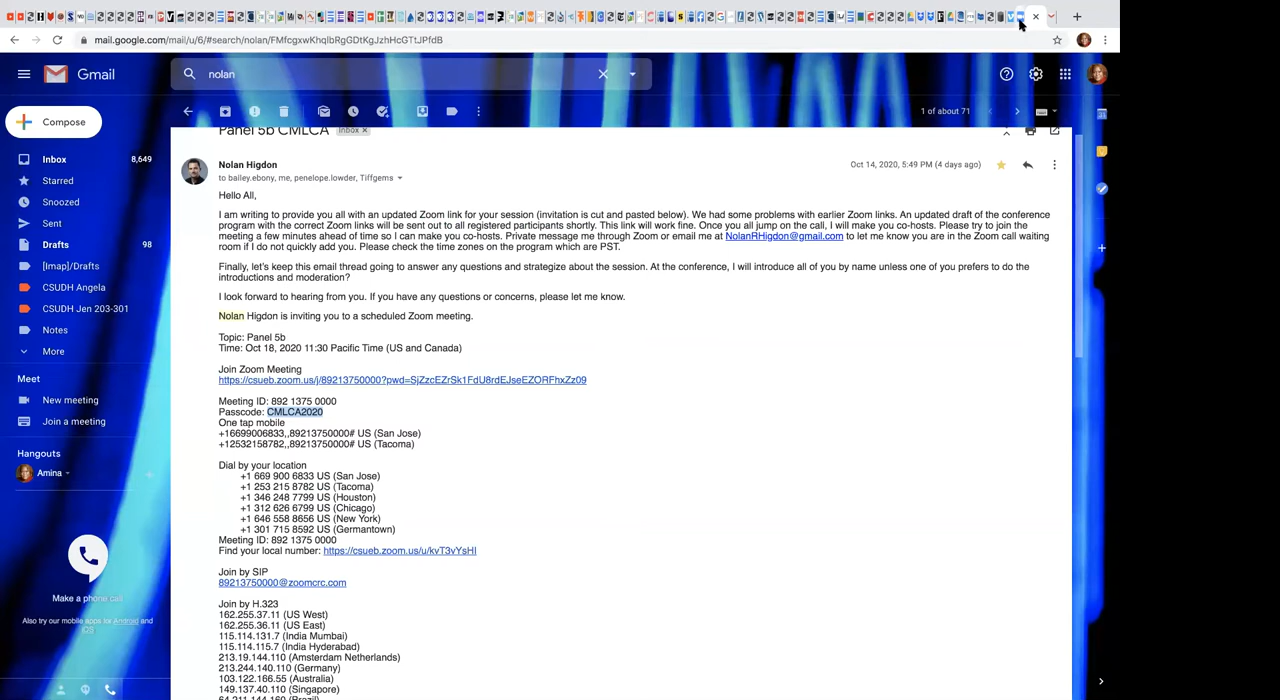 mail.google.com/mail/u/6/#search/nolan/FMfcgxwKhqlbRgGDtKgJzhHcGTtJPfdB
Gmail
nolan
Compose
1 of about 71
Inbox 8,649
Starred
Snoozed
Sent
Drafts 98
[Imap]/Drafts
CSUDH Angela
CSUDH Jen 203-301
Notes
More
Meet
New meeting
Join a meeting
Hangouts
Amina
Make a phone call
Also try our mobile apps for Android and
iOS
Panel 5b CMLCA Inbox x
Nolan Higdon Oct 14, 2020, 5:49 PM (4 days ago)
to bailey.ebony, me, penelope.lowder, Tiffgems
Hello All,
I am writing to provide you all with an updated Zoom link for your session (invitation is cut and pasted below). We had some problems with earlier Zoom links. An updated draft of the conference
program with the correct Zoom links will be sent out to all registered participants shortly. This link will work fine. Once you all jump on the call, I will make you co-hosts. Please try to join the
meeting a few minutes ahead of time so I can make you co-hosts. Private message me through Zoom or email me at NolanRHigdon@gmail.com to let me know you are in the Zoom call waiting
room if I do not quickly add you. Please check the time zones on the program which are PST.
Finally, let's keep this email thread going to answer any questions and strategize about the session. At the conference, I will introduce all of you by name unless one of you prefers to do the
introductions and moderation?
I look forward to hearing from you. If you have any questions or concerns, please let me know.
Nolan Higdon is inviting you to a scheduled Zoom meeting.
Topic: Panel 5b
Time: Oct 18, 2020 11:30 Pacific Time (US and Canada)
Join Zoom Meeting
https://csueb.zoom.us/j/89213750000?pwd=SjZzcEZrSk1FdU8rdEJseEZORFhxZz09
Meeting ID: 892 1375 0000
Passcode: CMLCA2020
One tap mobile
+16699006833,,89213750000# US (San Jose)
+12532158782,,89213750000# US (Tacoma)
Dial by your location
+1 669 900 6833 US (San Jose)
+1 253 215 8782 US (Tacoma)
+1 346 248 7799 US (Houston)
+1 312 626 6799 US (Chicago)
+1 646 558 8656 US (New York)
+1 301 715 8592 US (Germantown)
Meeting ID: 892 1375 0000
Find your local number: https://csueb.zoom.us/u/kvT3vYsHI
Join by SIP
89213750000@zoomcrc.com
Join by H.323
162.255.37.11 (US West)
162.255.36.11 (US East)
115.114.131.7 (India Mumbai)
115.114.115.7 (India Hyderabad)
213.19.144.110 (Amsterdam Netherlands)
213.244.140.110 (Germany)
103.122.166.55 (Australia)
149.137.40.110 (Singapore)
64.211.144.160 (Brazil)